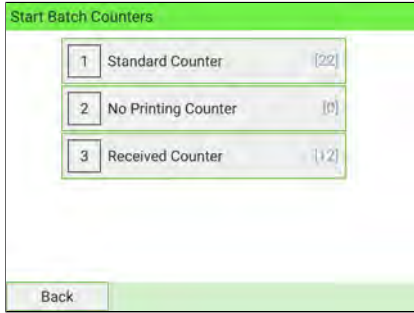 Start Batch Counters
1 Standard Counter [22]
2 No Printing Counter [0]
3 Received Counter [12]
Back